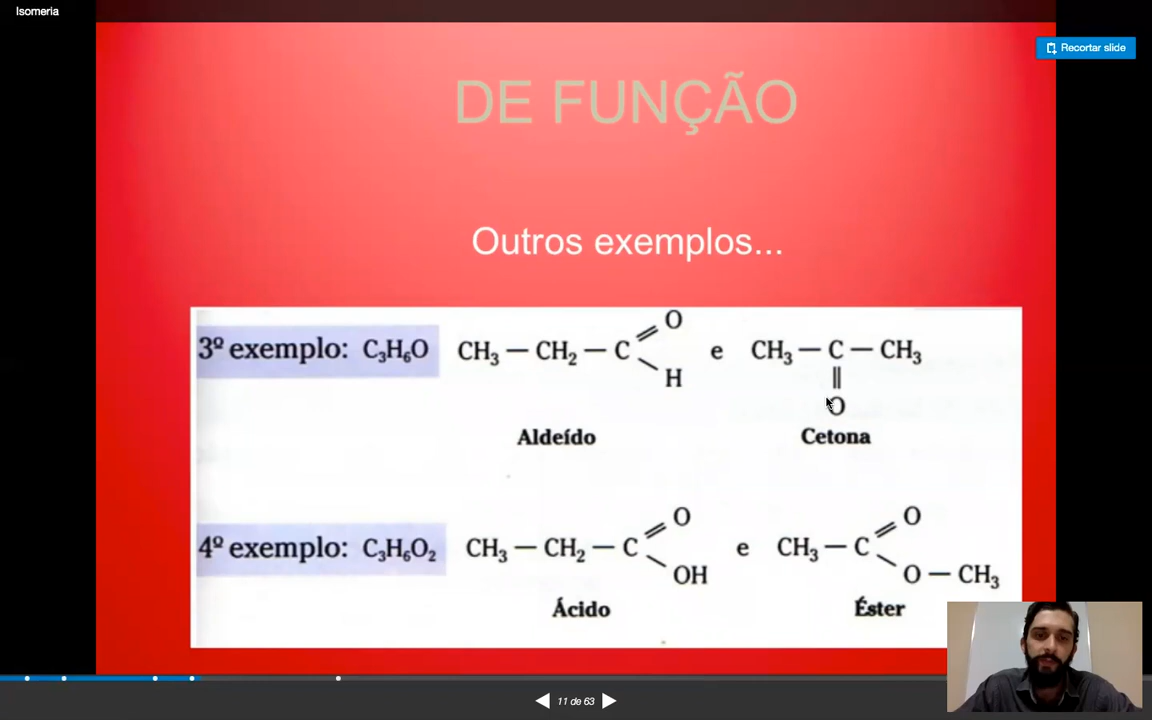 Isomeria
Recortar slide
DE FUNÇÃO
Outros exemplos...
3º exemplo: C₃H₆O CH₃ — CH₂ — C O H e CH₃ — C — CH₃ || O
Aldeído Cetona
4º exemplo: C₃H₆O₂ CH₃ — CH₂ — C O OH e CH₃ — C O O — CH₃
Ácido Éster
11 de 63